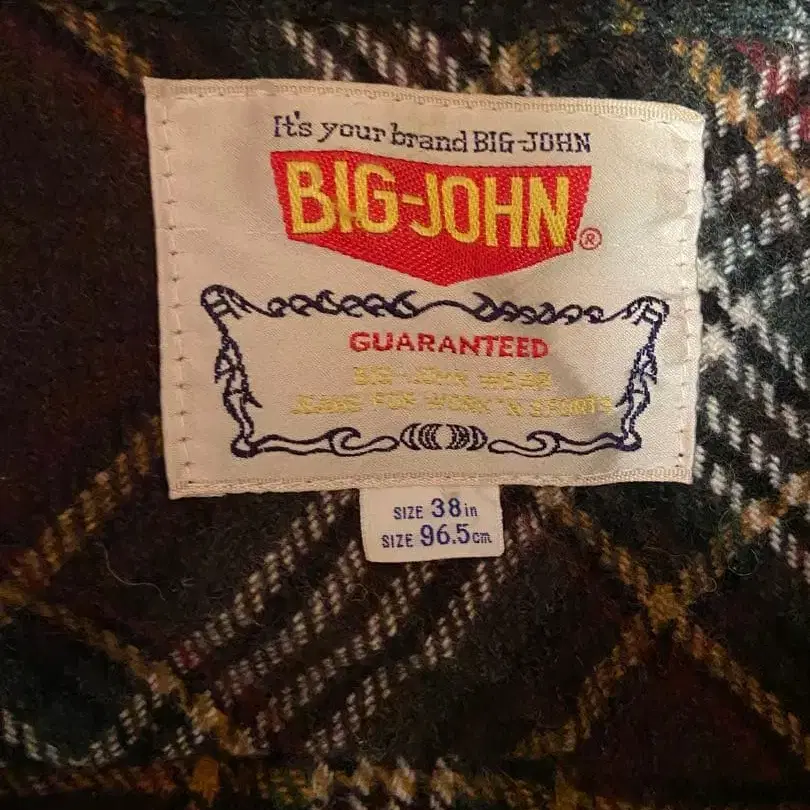 It's your brand BIG-JOHN
BIG-JOHN®
GUARANTEED
BIG-JOHN WEAR
JEANS FOR WORK 'N SPORTS
SIZE 38in
SIZE 96.5cm